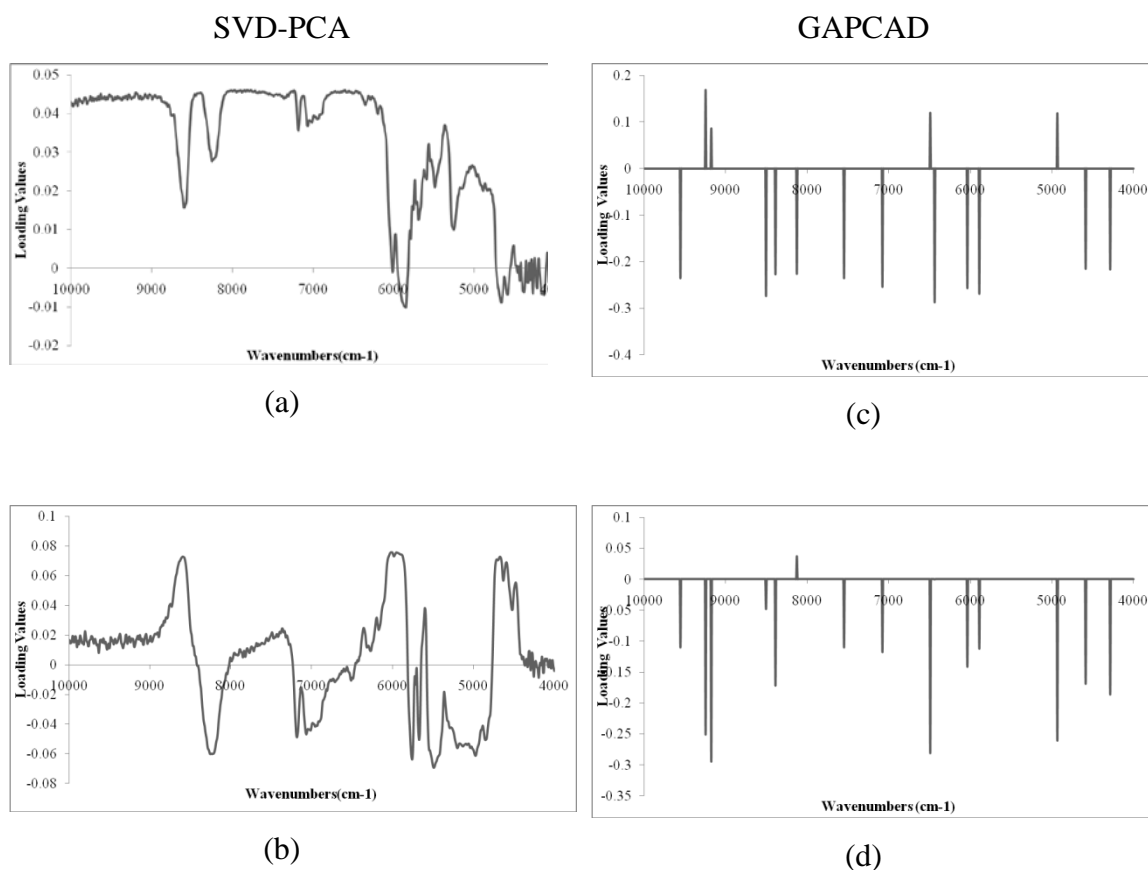 SVD-PCA
GAPCAD
0.05
0.04
0.03
0.02
0.01
0
-0.01
-0.02
Loading Values
10000 9000 8000 7000 6000 5000
Wavenumbers(cm-1)
(a)
0.2
0.1
0
-0.1
-0.2
-0.3
-0.4
Loading Values
10000 9000 8000 7000 6000 5000 4000
Wavenumbers (cm-1)
(c)
0.1
0.08
0.06
0.04
0.02
0
-0.02
-0.04
-0.06
-0.08
Loading Values
10000 9000 8000 7000 6000 5000 4000
Wavenumbers(cm-1)
(b)
0.1
0.05
0
-0.05
-0.1
-0.15
-0.2
-0.25
-0.3
-0.35
Loading Values
10000 9000 8000 7000 6000 5000 4000
Wavenumbers (cm-1)
(d)